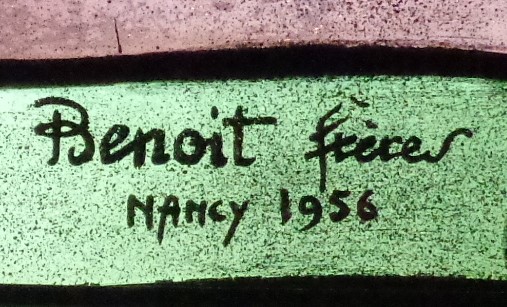 Benoit frères
NANCY 1956